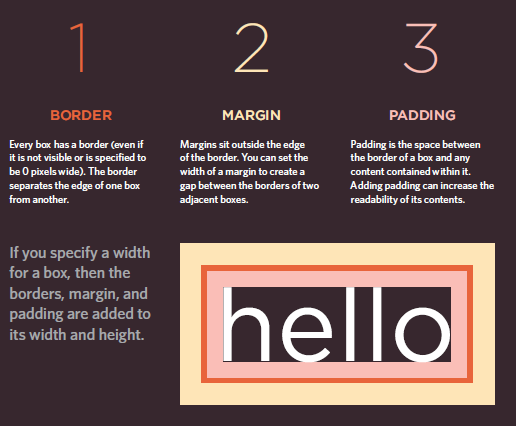 1
2
3
BORDER
MARGIN
PADDING
Every box has a border (even if
it is not visible or is specified to
be 0 pixels wide). The border
separates the edge of one box
from another.
Margins sit outside the edge
of the border. You can set the
width of a margin to create a
gap between the borders of two
adjacent boxes.
Padding is the space between
the border of a box and any
content contained within it.
Adding padding can increase the
readability of its contents.
If you specify a width
for a box, then the
borders, margin, and
padding are added to
its width and height.
hello